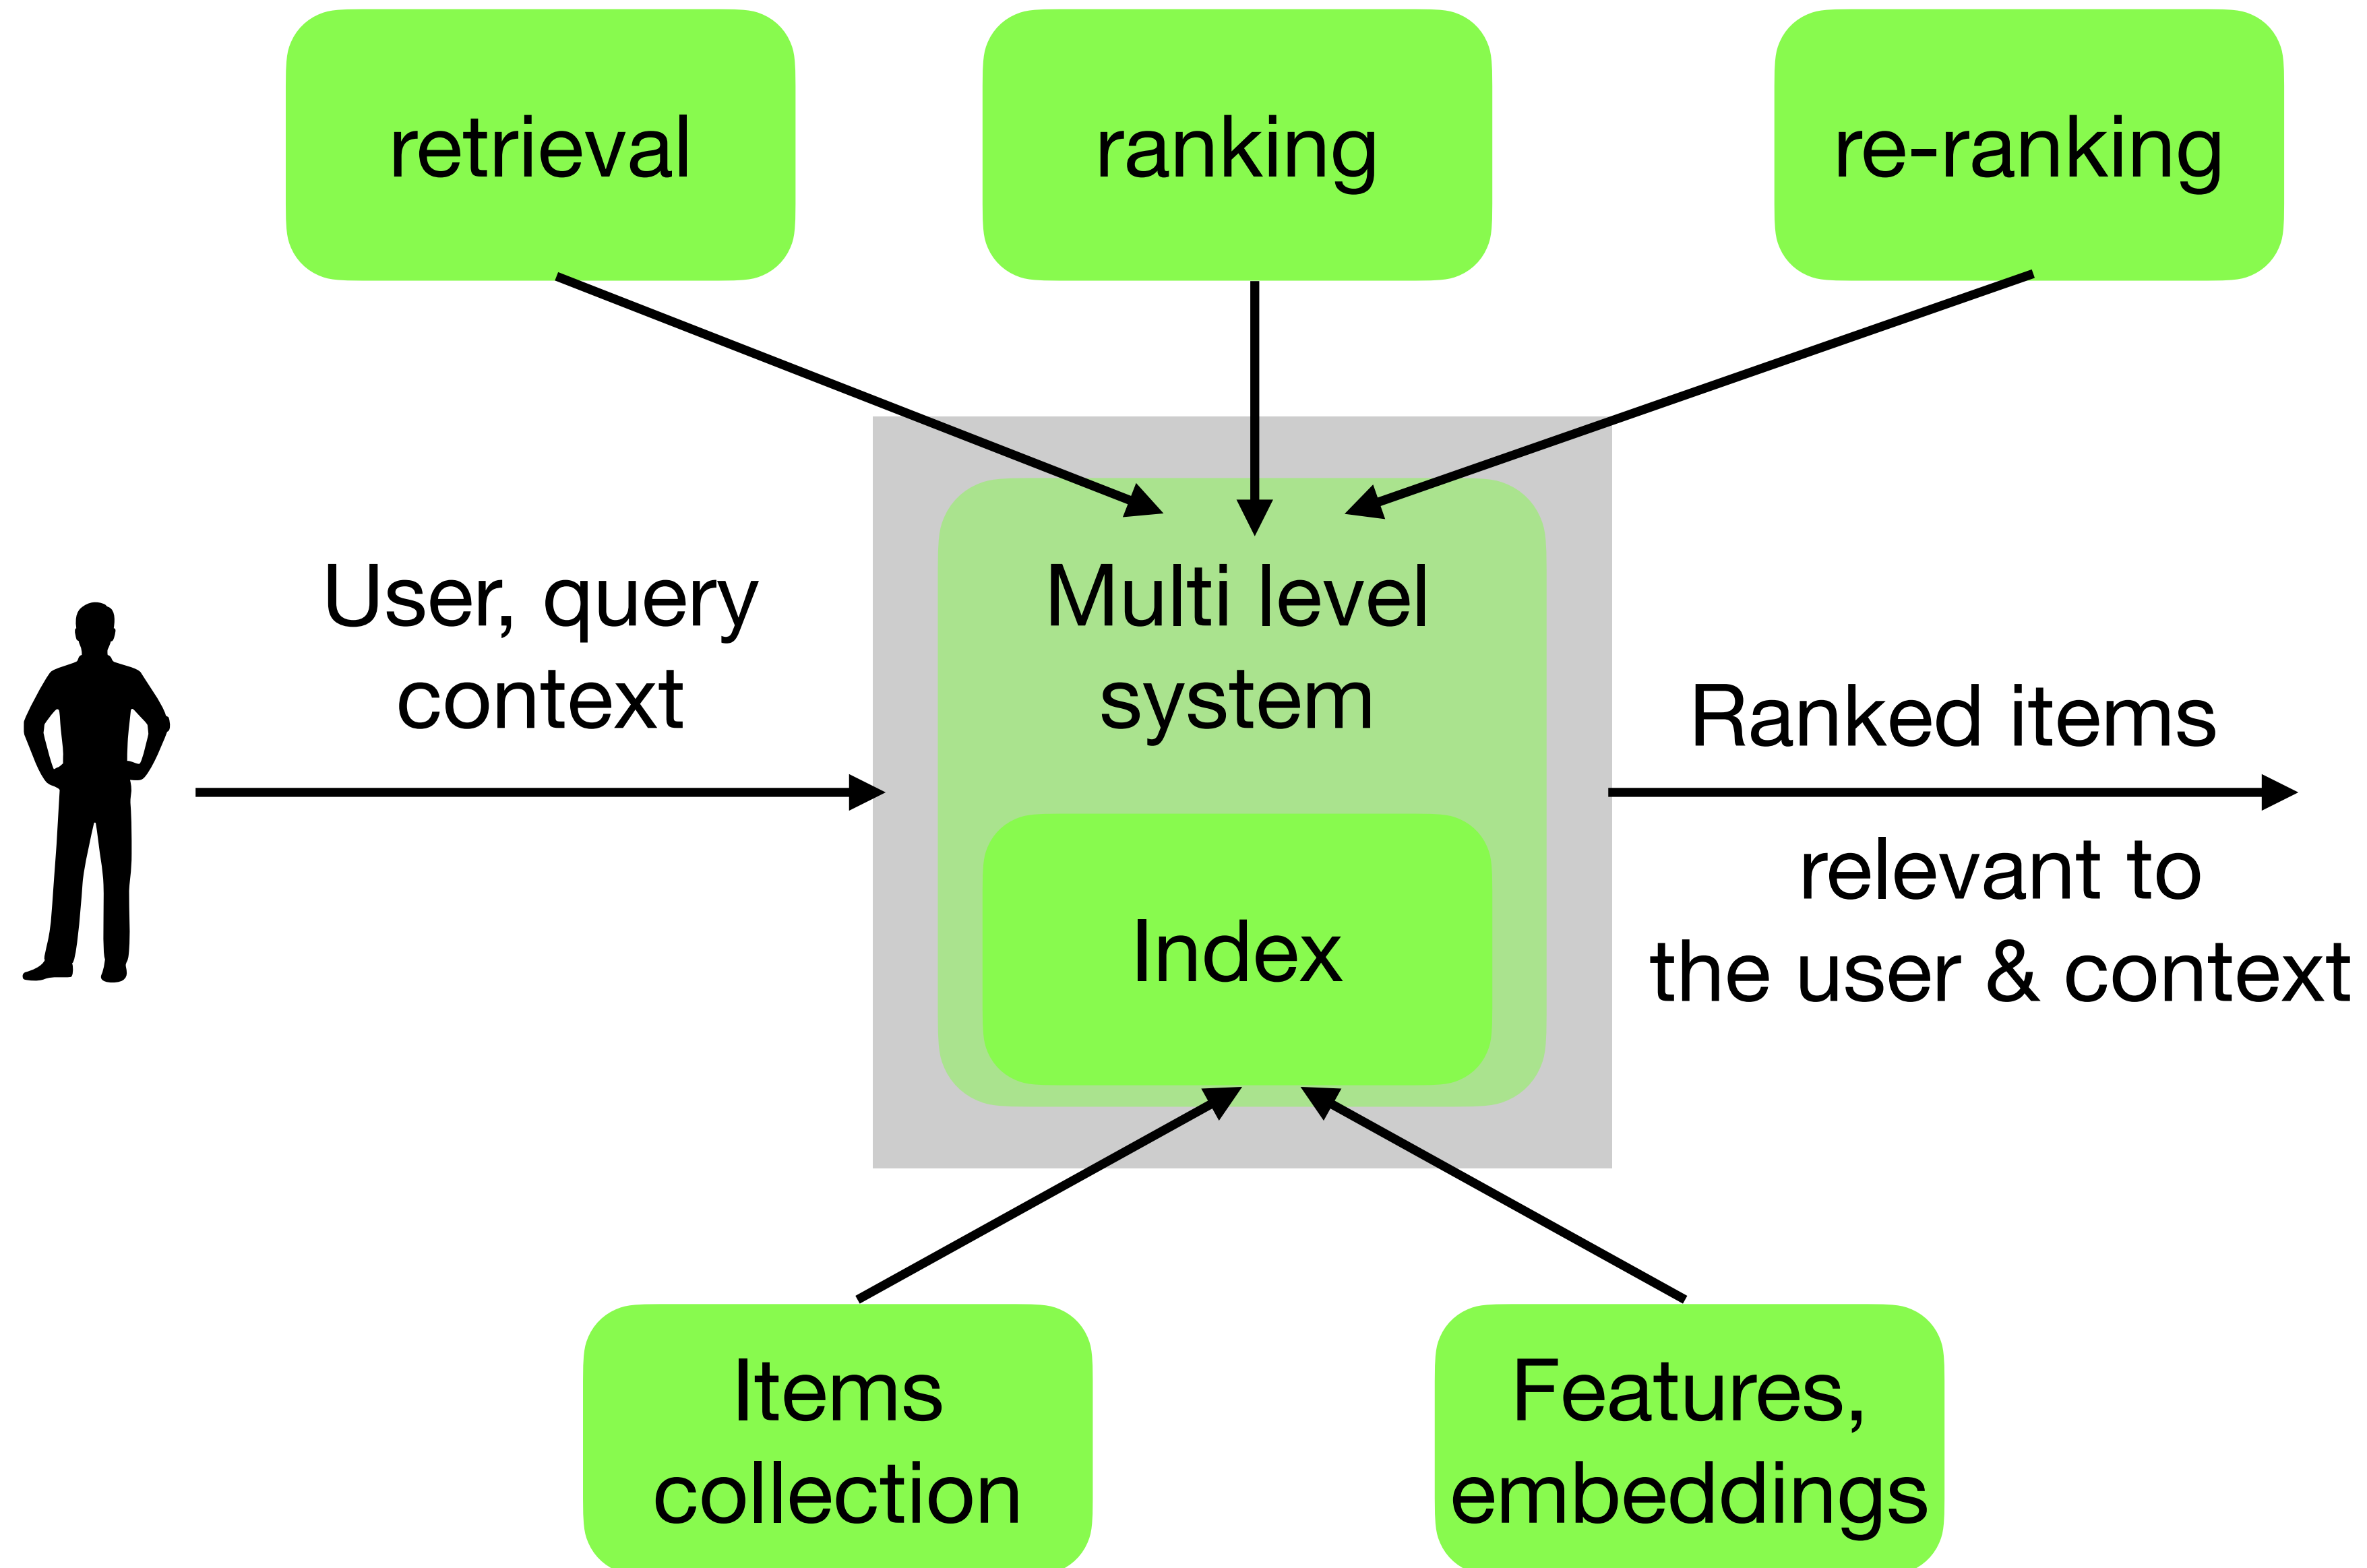 retrieval
ranking
re-ranking
User, query
context
Multi level
system
Index
Ranked items
relevant to
the user & context
Items
collection
Features,
embeddings